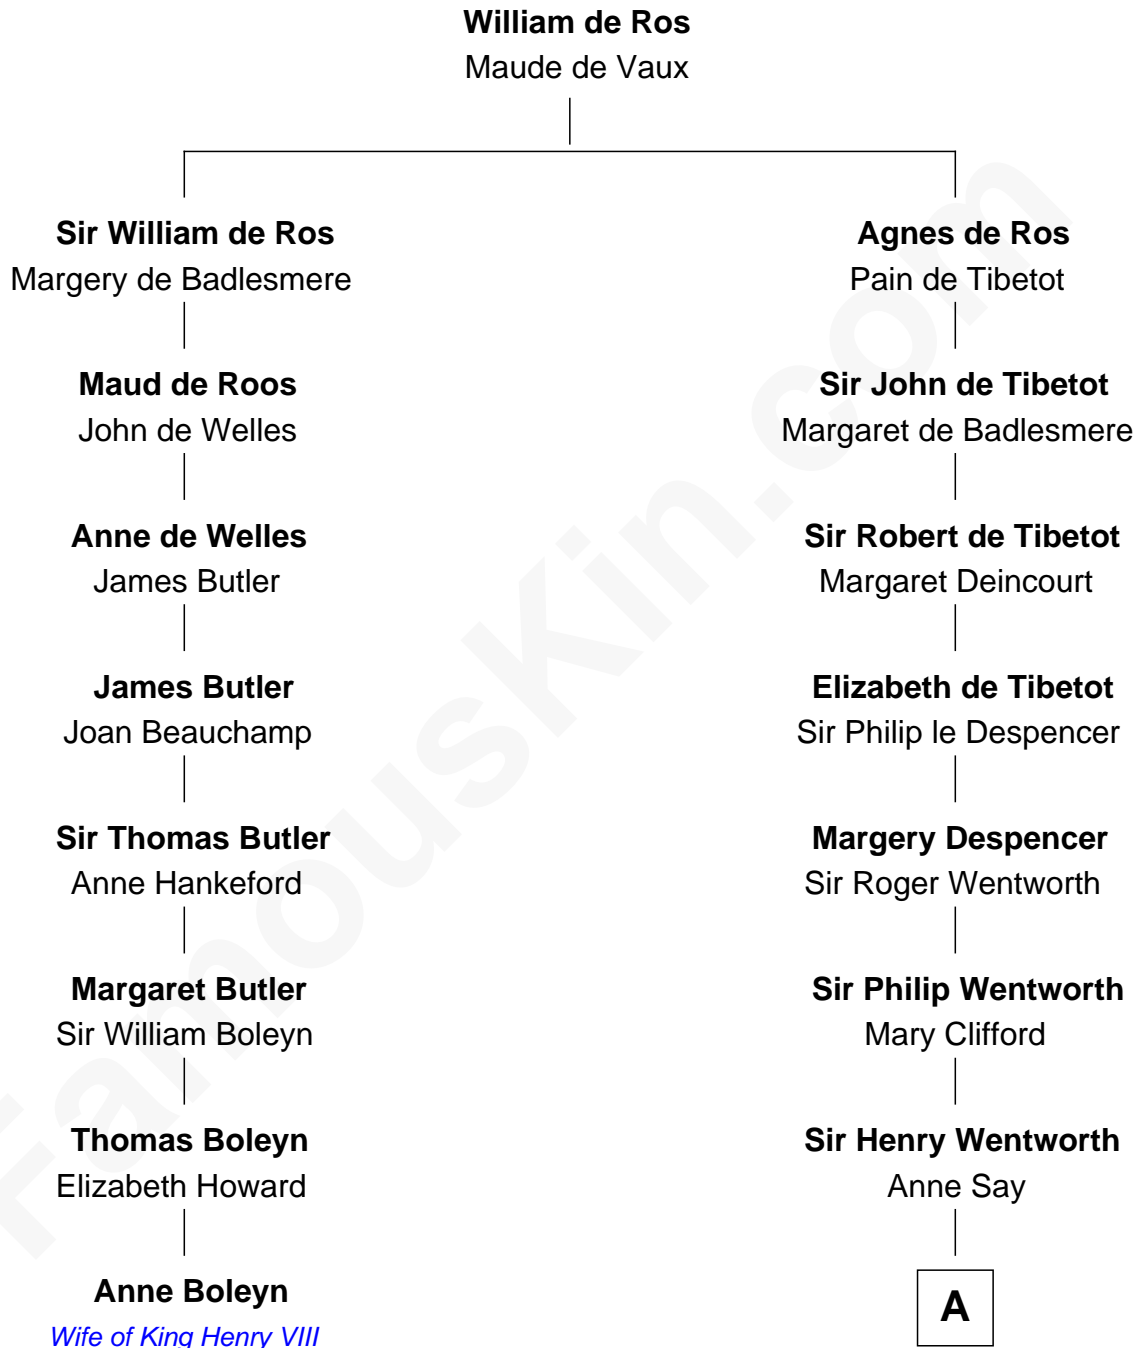 William de Ros
Maude de Vaux
Sir William de Ros
Margery de Badlesmere
Agnes de Ros
Pain de Tibetot
Maud de Roos
John de Welles
Sir John de Tibetot
Margaret de Badlesmere
Anne de Welles
James Butler
Sir Robert de Tibetot
Margaret Deincourt
James Butler
Joan Beauchamp
Elizabeth de Tibetot
Sir Philip le Despencer
Sir Thomas Butler
Anne Hankeford
Margery Despencer
Sir Roger Wentworth
Margaret Butler
Sir William Boleyn
Sir Philip Wentworth
Mary Clifford
Thomas Boleyn
Elizabeth Howard
Sir Henry Wentworth
Anne Say
Anne Boleyn
Wife of King Henry VIII
A
FamousKin.com